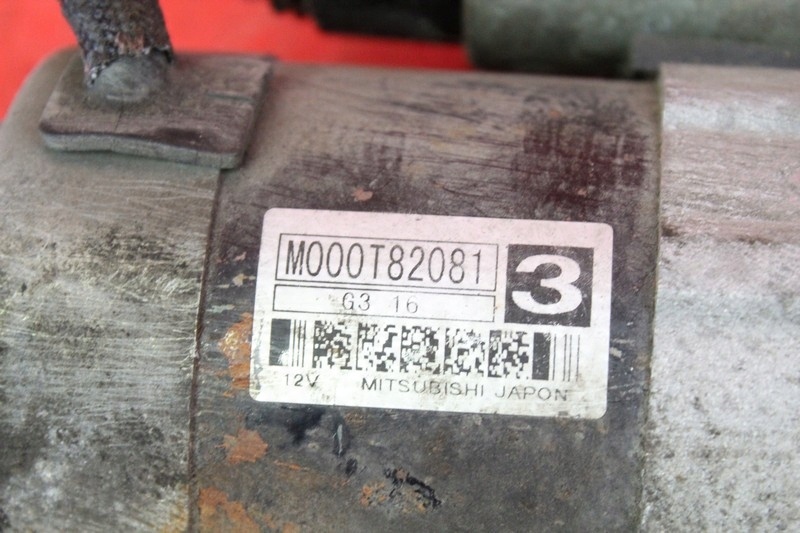 M000T82081
3
G3 16
12V MITSUBISHI JAPON